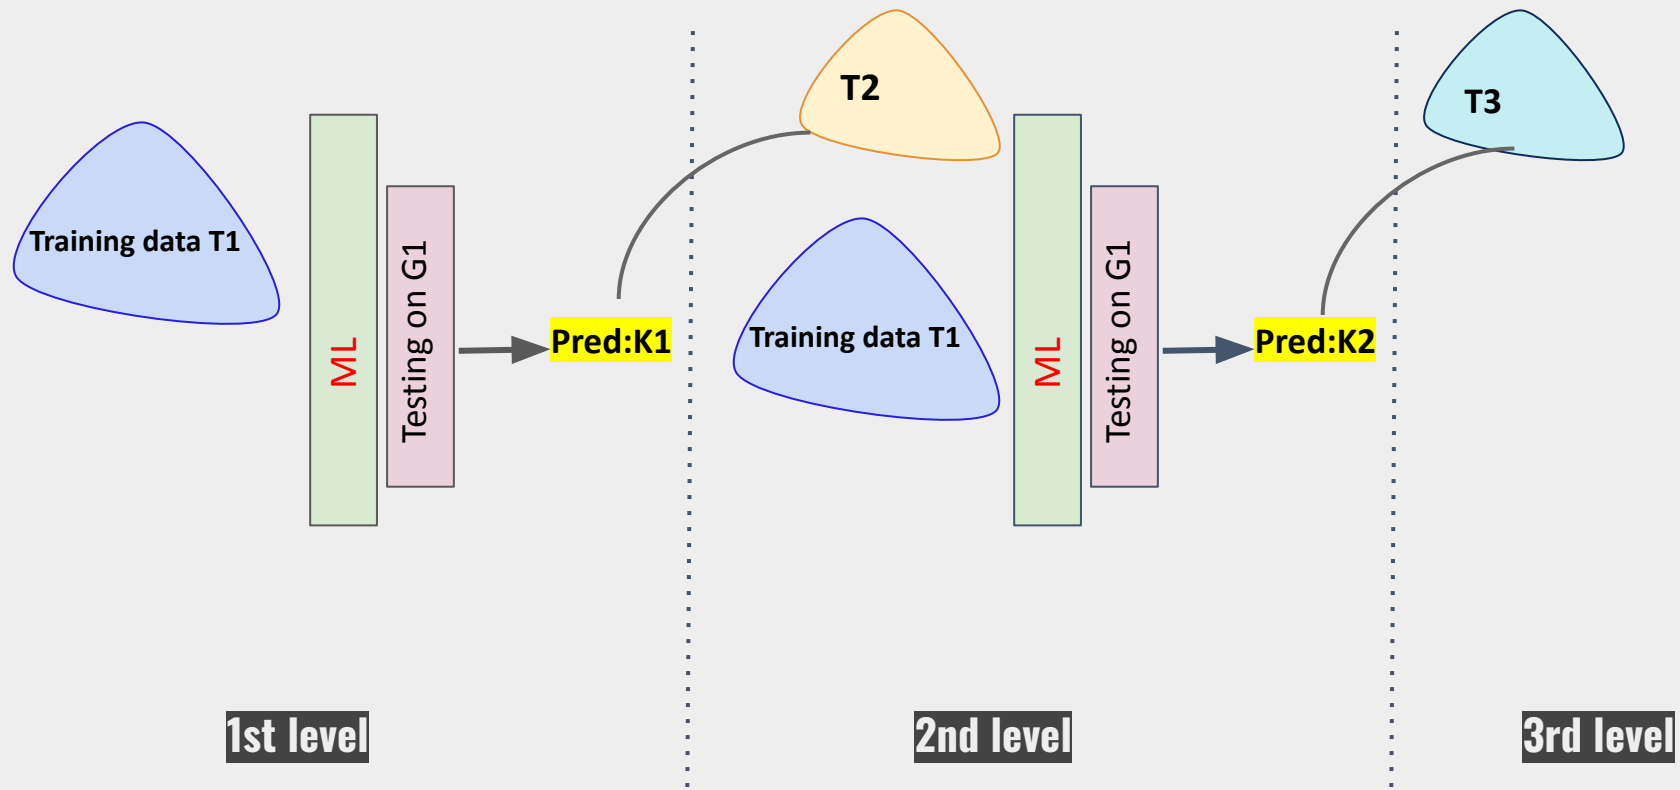 Training data T1
ML
Testing on G1
Pred:K1
T2
Training data T1
ML
Testing on G1
Pred:K2
T3
1st level
2nd level
3rd level